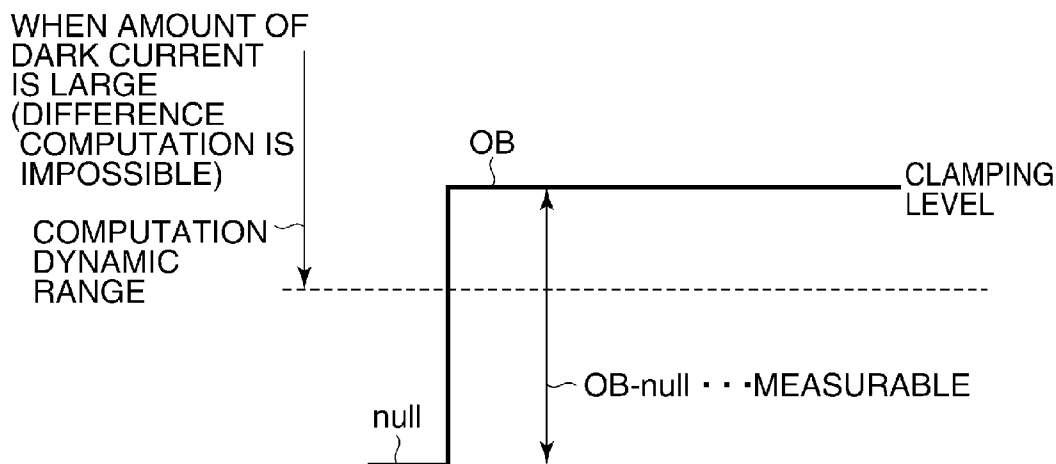 WHEN AMOUNT OF
DARK CURRENT
IS LARGE
(DIFFERENCE
COMPUTATION IS
IMPOSSIBLE)
OB
CLAMPING
LEVEL
COMPUTATION
DYNAMIC
RANGE
OB-null ・・・MEASURABLE
null